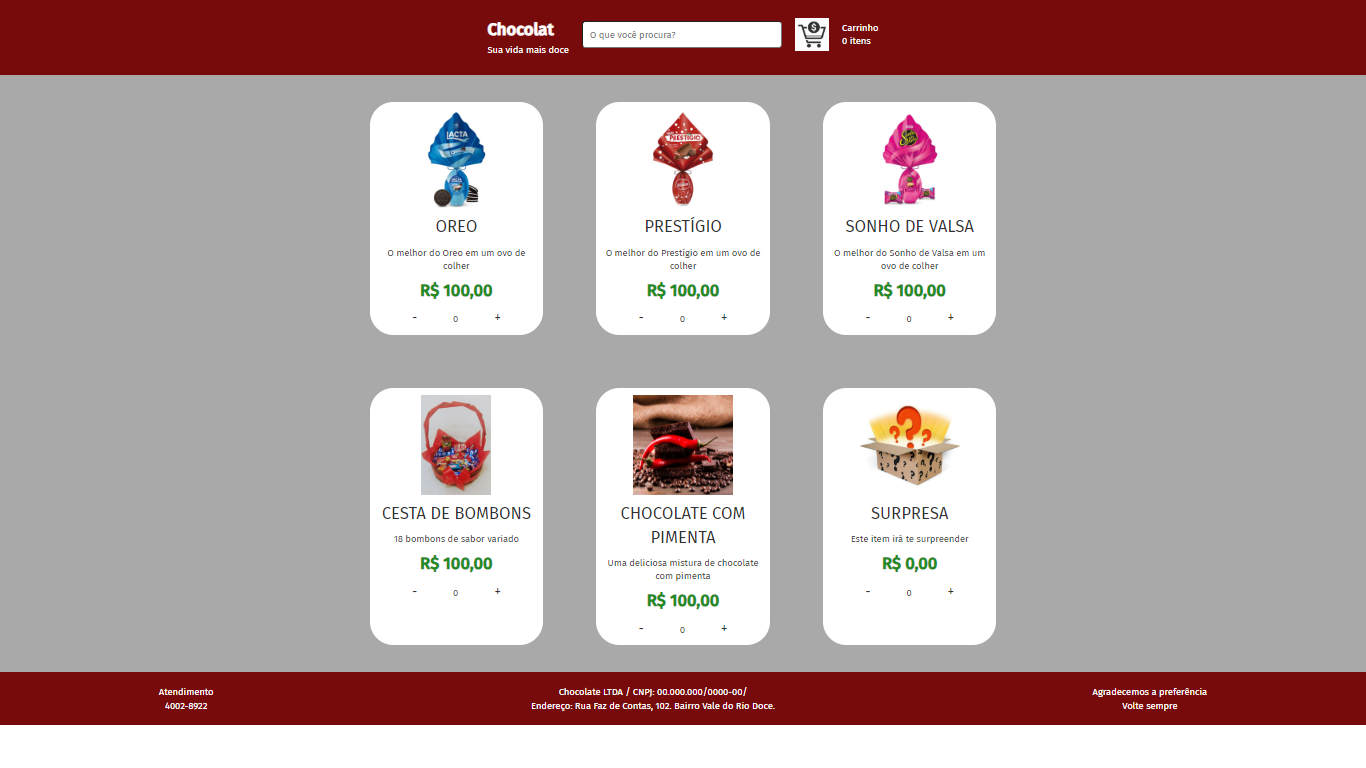 Chocolat
Sua vida mais doce
O que você procura?
Carrinho
0 itens
LACTA
PRESTÍGIO
OREO
PRESTÍGIO
SONHO DE VALSA
O melhor do Oreo em um ovo de
colher
O melhor do Prestígio em um ovo de
colher
O melhor do Sonho de Valsa em um
ovo de colher
R$ 100,00
R$ 100,00
R$ 100,00
- 0 +
- 0 +
- 0 +
CESTA DE BOMBONS
CHOCOLATE COM
PIMENTA
SURPRESA
18 bombons de sabor variado
Uma deliciosa mistura de chocolate
com pimenta
Este item irá te surpreender
R$ 100,00
R$ 100,00
R$ 0,00
- 0 +
- 0 +
- 0 +
Atendimento
4002-8922
Chocolate LTDA / CNPJ: 00.000.000/0000-00/
Endereço: Rua Faz de Contas, 102. Bairro Vale do Rio Doce.
Agradecemos a preferência
Volte sempre